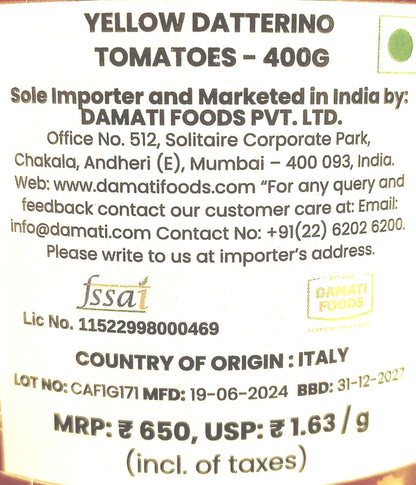 YELLOW DATTERINO
TOMATOES – 400G
Sole Importer and Marketed in India by:
DAMATI FOODS PVT. LTD.
Office No. 512, Solitaire Corporate Park,
Chakala, Andheri (E), Mumbai – 400 093, India.
Web: www.damatifoods.com “For any query and
feedback contact our customer care at: Email:
info@damati.com Contact No: +91(22) 6202 6200.
Please write to us at importer's address.
fssai
DAMATI
FOODS
Lic No. 11522998000469
COUNTRY OF ORIGIN : ITALY
LOT NO: CAFIG171 MFD: 19-06-2024 BBD: 31-12-2027
MRP: ₹ 650, USP: ₹ 1.63 / g
(incl. of taxes)